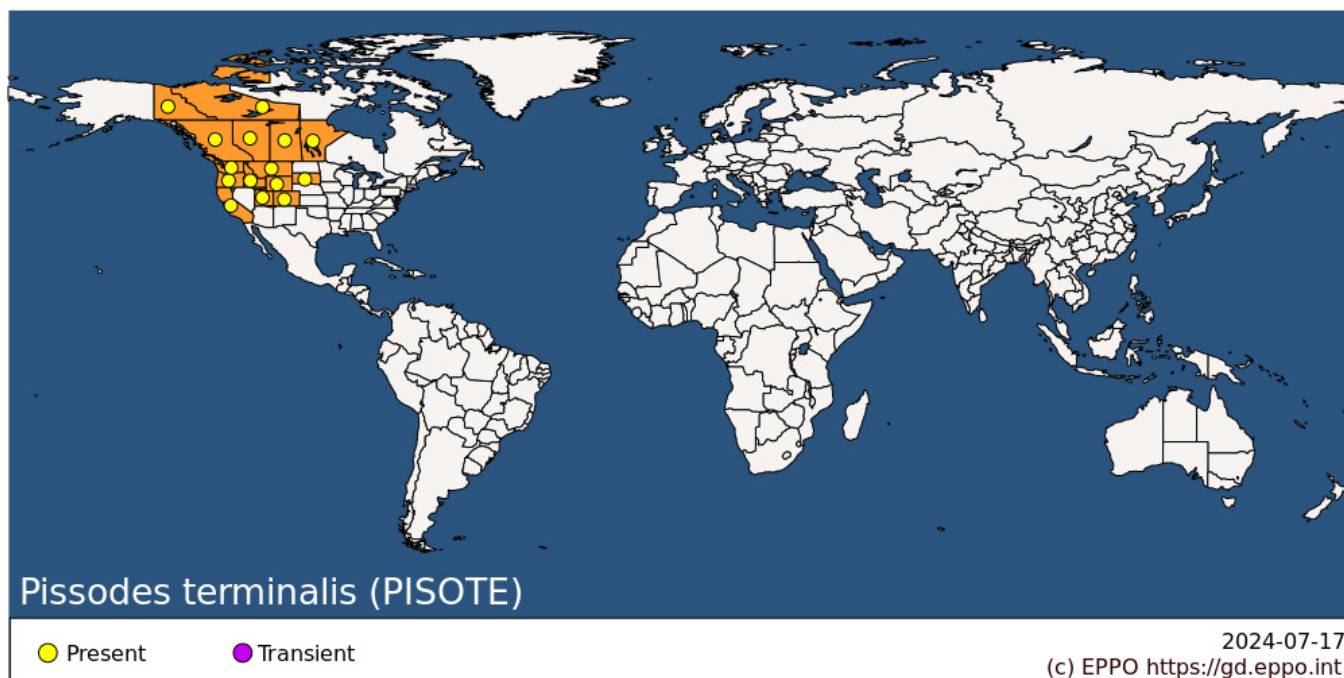 Pissodes terminalis (PISOTE)
Present
Transient
2024-07-17
(c) EPPO https://gd.eppo.int